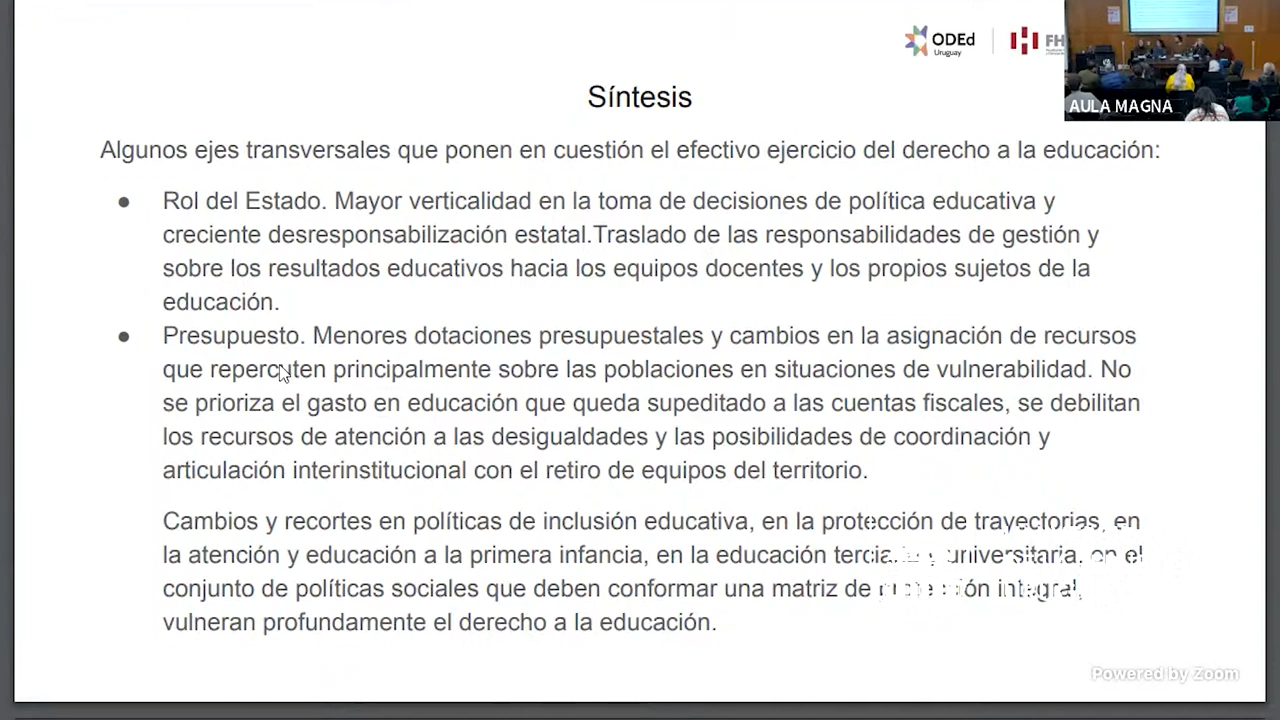 ODEd
Uruguay
FH
AULA MAGNA
Síntesis
Algunos ejes transversales que ponen en cuestión el efectivo ejercicio del derecho a la educación:
● Rol del Estado. Mayor verticalidad en la toma de decisiones de política educativa y
creciente desresponsabilización estatal.Traslado de las responsabilidades de gestión y
sobre los resultados educativos hacia los equipos docentes y los propios sujetos de la
educación.
● Presupuesto. Menores dotaciones presupuestales y cambios en la asignación de recursos
que repercuten principalmente sobre las poblaciones en situaciones de vulnerabilidad. No
se prioriza el gasto en educación que queda supeditado a las cuentas fiscales, se debilitan
los recursos de atención a las desigualdades y las posibilidades de coordinación y
articulación interinstitucional con el retiro de equipos del territorio.
Cambios y recortes en políticas de inclusión educativa, en la protección de trayectorias, en
la atención y educación a la primera infancia, en la educación universitaria, en el
conjunto de políticas sociales que deben conformar una matriz de integral,
vulneran profundamente el derecho a la educación.
Powered by Zoom